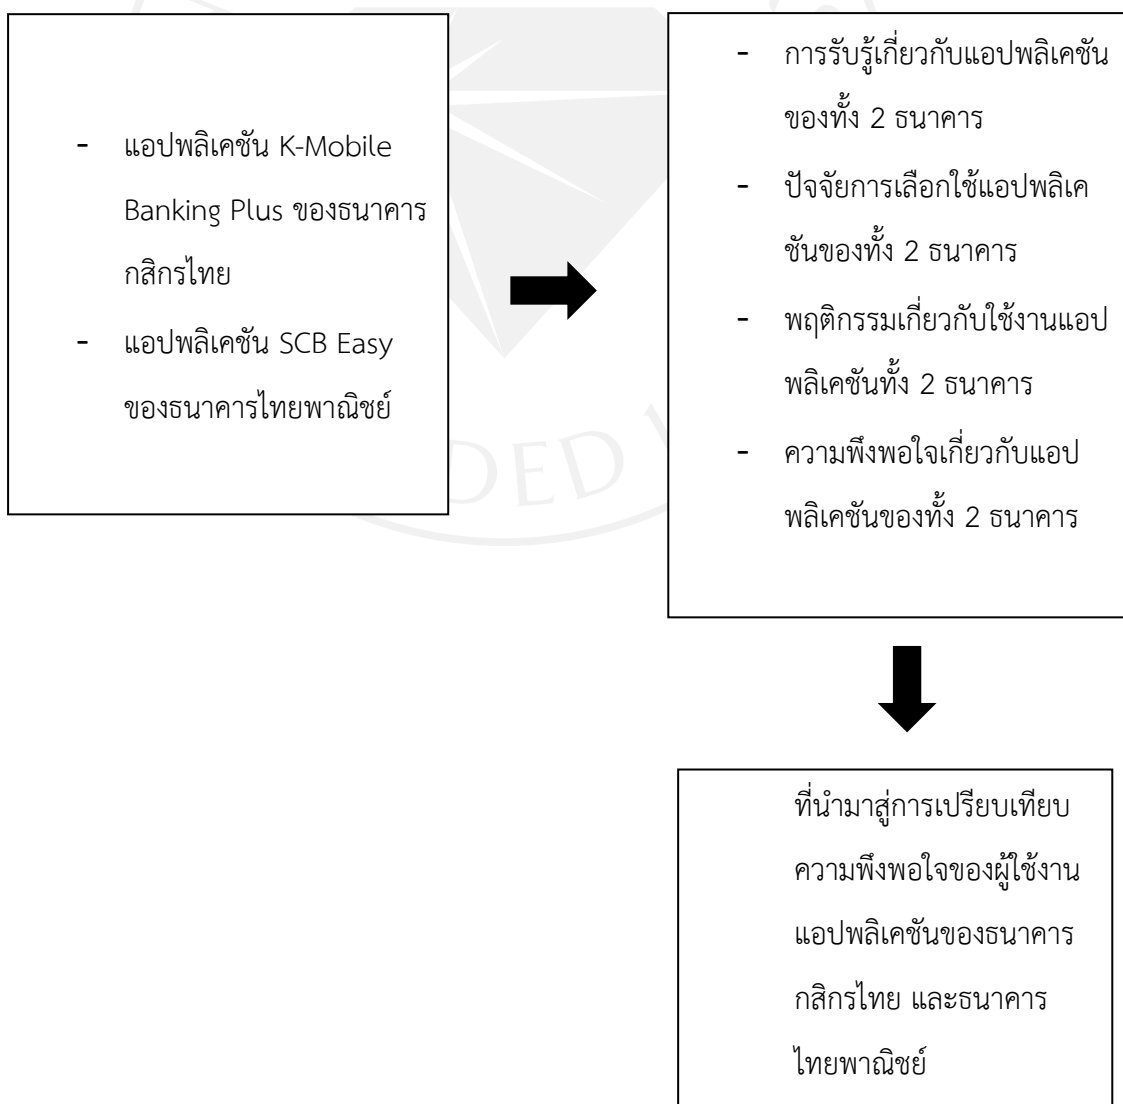 - แอปพลิเคชัน K-Mobile
Banking Plus ของธนาคาร
กสิกรไทย
- แอปพลิเคชัน SCB Easy
ของธนาคารไทยพาณิชย์
- การรับรู้เกี่ยวกับแอปพลิเคชัน
ของทั้ง 2 ธนาคาร
- ปัจจัยการเลือกใช้แอปพลิเค
ชันของทั้ง 2 ธนาคาร
- พฤติกรรมเกี่ยวกับใช้งานแอป
พลิเคชันทั้ง 2 ธนาคาร
- ความพึงพอใจเกี่ยวกับแอป
พลิเคชันของทั้ง 2 ธนาคาร
ที่นำมาสู่การเปรียบเทียบ
ความพึงพอใจของผู้ใช้งาน
แอปพลิเคชันของธนาคาร
กสิกรไทย และธนาคาร
ไทยพาณิชย์